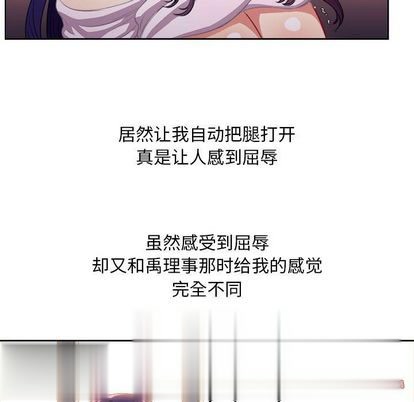 居然让我自动把腿打开
真是让人感到屈辱
虽然感受到屈辱
却又和禹理事那时给我的感觉
完全不同